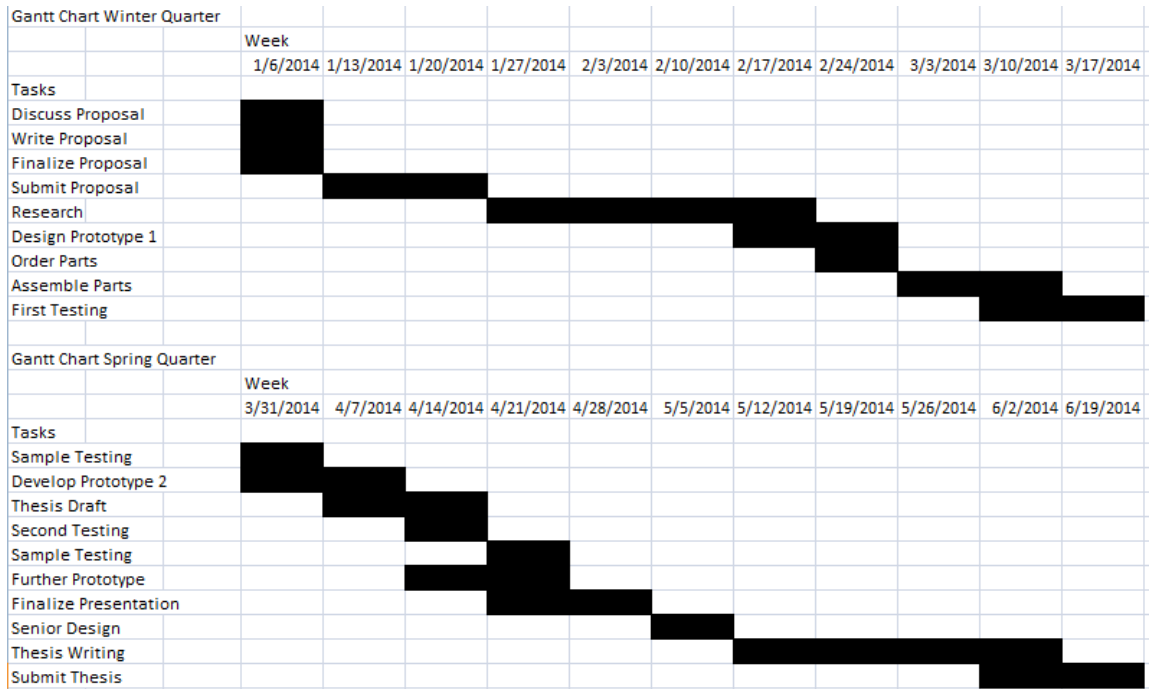 Gantt Chart Winter Quarter
Week
1/6/2014 1/13/2014 1/20/2014 1/27/2014 2/3/2014 2/10/2014 2/17/2014 2/24/2014 3/3/2014 3/10/2014 3/17/2014
Tasks
Discuss Proposal
Write Proposal
Finalize Proposal
Submit Proposal
Research
Design Prototype 1
Order Parts
Assemble Parts
First Testing
Gantt Chart Spring Quarter
Week
3/31/2014 4/7/2014 4/14/2014 4/21/2014 4/28/2014 5/5/2014 5/12/2014 5/19/2014 5/26/2014 6/2/2014 6/19/2014
Tasks
Sample Testing
Develop Prototype 2
Thesis Draft
Second Testing
Sample Testing
Further Prototype
Finalize Presentation
Senior Design
Thesis Writing
Submit Thesis